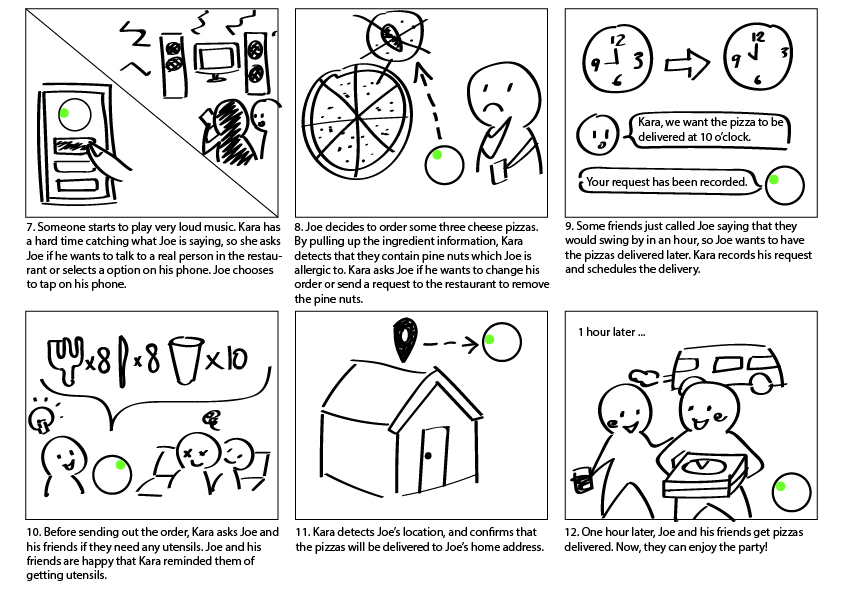 12
9 3
6
12
9 3
6
Kara, we want the pizza to be
delivered at 10 o'clock.
Your request has been recorded.
7. Someone starts to play very loud music. Kara has
a hard time catching what Joe is saying, so she asks
Joe if he wants to talk to a real person in the restau-
rant or selects a option on his phone. Joe chooses
to tap on his phone.
8. Joe decides to order some three cheese pizzas.
By pulling up the ingredient information, Kara
detects that they contain pine nuts which Joe is
allergic to. Kara asks Joe if he wants to change his
order or send a request to the restaurant to remove
the pine nuts.
9. Some friends just called Joe saying that they
would swing by in an hour, so Joe wants to have
the pizzas delivered later. Kara records his request
and schedules the delivery.
x8 x8 x10
1 hour later ...
10. Before sending out the order, Kara asks Joe and
his friends if they need any utensils. Joe and his
friends are happy that Kara reminded them of
getting utensils.
11. Kara detects Joe's location, and confirms that
the pizzas will be delivered to Joe's home address.
12. One hour later, Joe and his friends get pizzas
delivered. Now, they can enjoy the party!